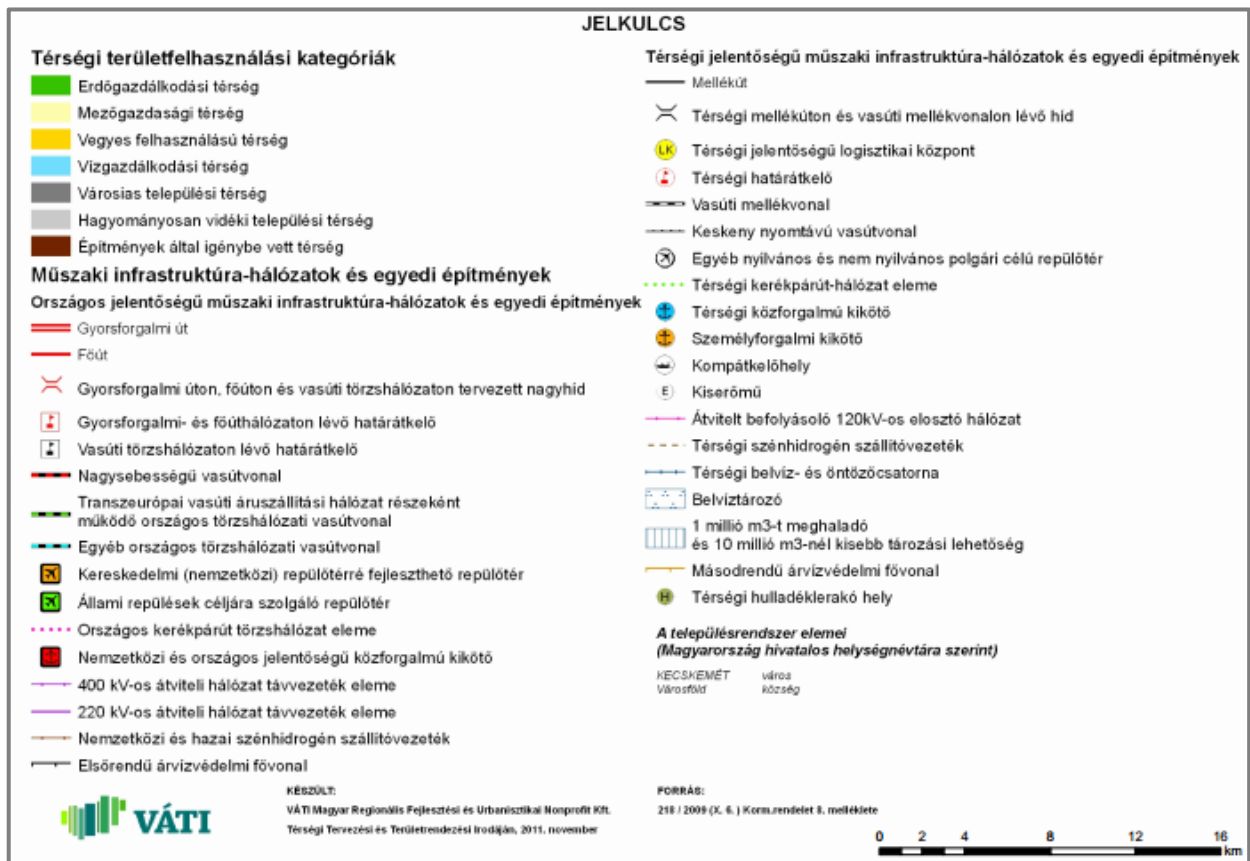 JELKULCS
Térségi területfelhasználási kategóriák
Erdőgazdálkodási térség
Mezőgazdasági térség
Vegyes felhasználású térség
Vízgazdálkodási térség
Városias települési térség
Hagyományosan vidéki települési térség
Építmények által igénybe vett térség
Műszaki infrastruktúra-hálózatok és egyedi építmények
Országos jelentőségű műszaki infrastruktúra-hálózatok és egyedi építmények
Gyorsforgalmi út
Főút
Gyorsforgalmi úton, főúton és vasúti törzshálózaton tervezett nagyhíd
Gyorsforgalmi- és főúthálózaton lévő határátkelő
Vasúti törzshálózaton lévő határátkelő
Nagysebességű vasútvonal
Transzeurópai vasúti áruszállítási hálózat részeként
működő országos törzshálózati vasútvonal
Egyéb országos törzshálózati vasútvonal
Kereskedelmi (nemzetközi) repülőtérré fejleszthető repülőtér
Állami repülések céljára szolgáló repülőtér
Országos kerékpárút törzshálózat eleme
Nemzetközi és országos jelentőségű közforgalmú kikötő
400 kV-os átviteli hálózat távvezeték eleme
220 kV-os átviteli hálózat távvezeték eleme
Nemzetközi és hazai szénhidrogén szállítóvezeték
Elsőrendű árvízvédelmi fővonal
Térségi jelentőségű műszaki infrastruktúra-hálózatok és egyedi építmények
Mellékút
Térségi mellékúton és vasúti mellékvonalon lévő híd
LK Térségi jelentőségű logisztikai központ
Térségi határátkelő
Vasúti mellékvonal
Keskeny nyomtávú vasútvonal
Egyéb nyilvános és nem nyilvános polgári célú repülőtér
Térségi kerékpárút-hálózat eleme
Térségi közforgalmú kikötő
Személyforgalmi kikötő
Kompátkelőhely
E Kiserőmű
Átvitelt befolyásoló 120kV-os elosztó hálózat
Térségi szénhidrogén szállítóvezeték
Térségi belvíz- és öntözőcsatorna
Belvíztározó
1 millió m3-t meghaladó
és 10 millió m3-nél kisebb tározási lehetőség
Másodrendű árvízvédelmi fővonal
H Térségi hulladéklerakó hely
A településrendszer elemei
(Magyarország hivatalos helységnévtára szerint)
KECSKEMÉT város
Városföld község
VÁTI
KÉSZÜLT:
VÁTI Magyar Regionális Fejlesztési és Urbanisztikai Nonprofit Kft.
Térségi Tervezési és Területrendezési Irodáján, 2011. november
FORRÁS:
218 / 2009 (X. 6. ) Korm.rendelet 8. melléklete
0 2 4 8 12 16
km